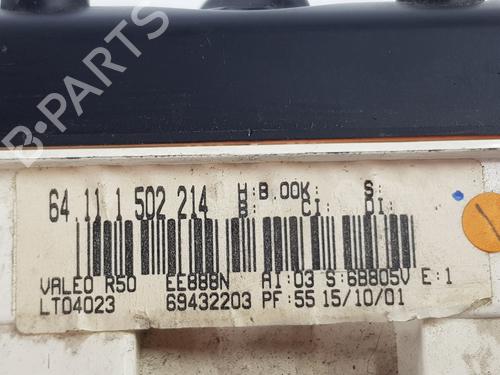 B-PARTS
64.11 1 502 214 H:B.00K: S:
B: CI: DI:
VALEO R50 EE888N AI:03 S:6B805V E:1
LT04023 69432203 PF:55 15/10/01